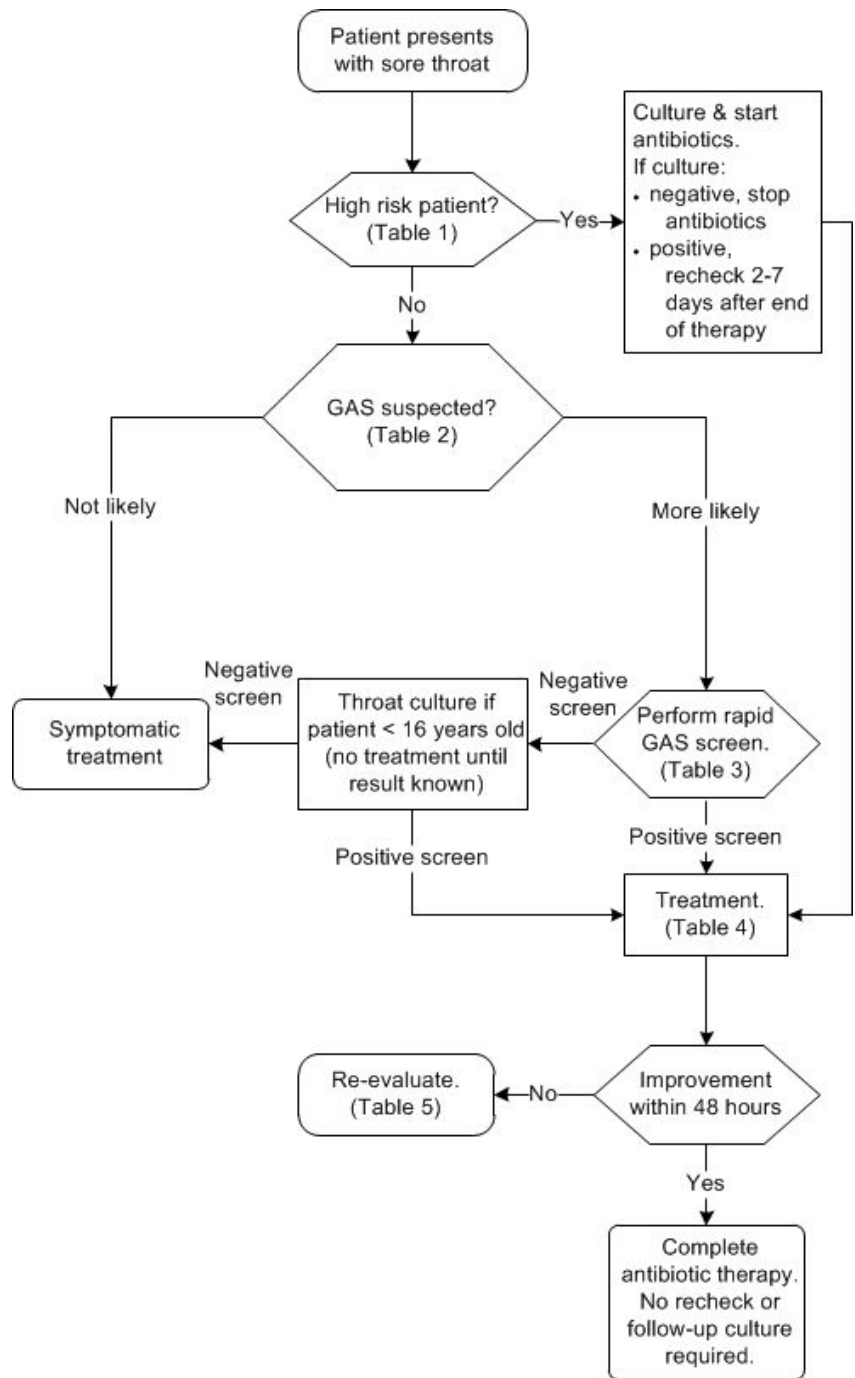 Patient presents
with sore throat
High risk patient?
(Table 1)
Yes
Culture & start
antibiotics.
If culture:
• negative, stop
antibiotics
• positive,
recheck 2-7
days after end
of therapy
No
GAS suspected?
(Table 2)
Not likely
More likely
Symptomatic
treatment
Negative
screen
Throat culture if
patient < 16 years old
(no treatment until
result known)
Negative
screen
Perform rapid
GAS screen.
(Table 3)
Positive screen
Positive screen
Treatment.
(Table 4)
Re-evaluate.
(Table 5)
No
Improvement
within 48 hours
Yes
Complete
antibiotic therapy.
No recheck or
follow-up culture
required.